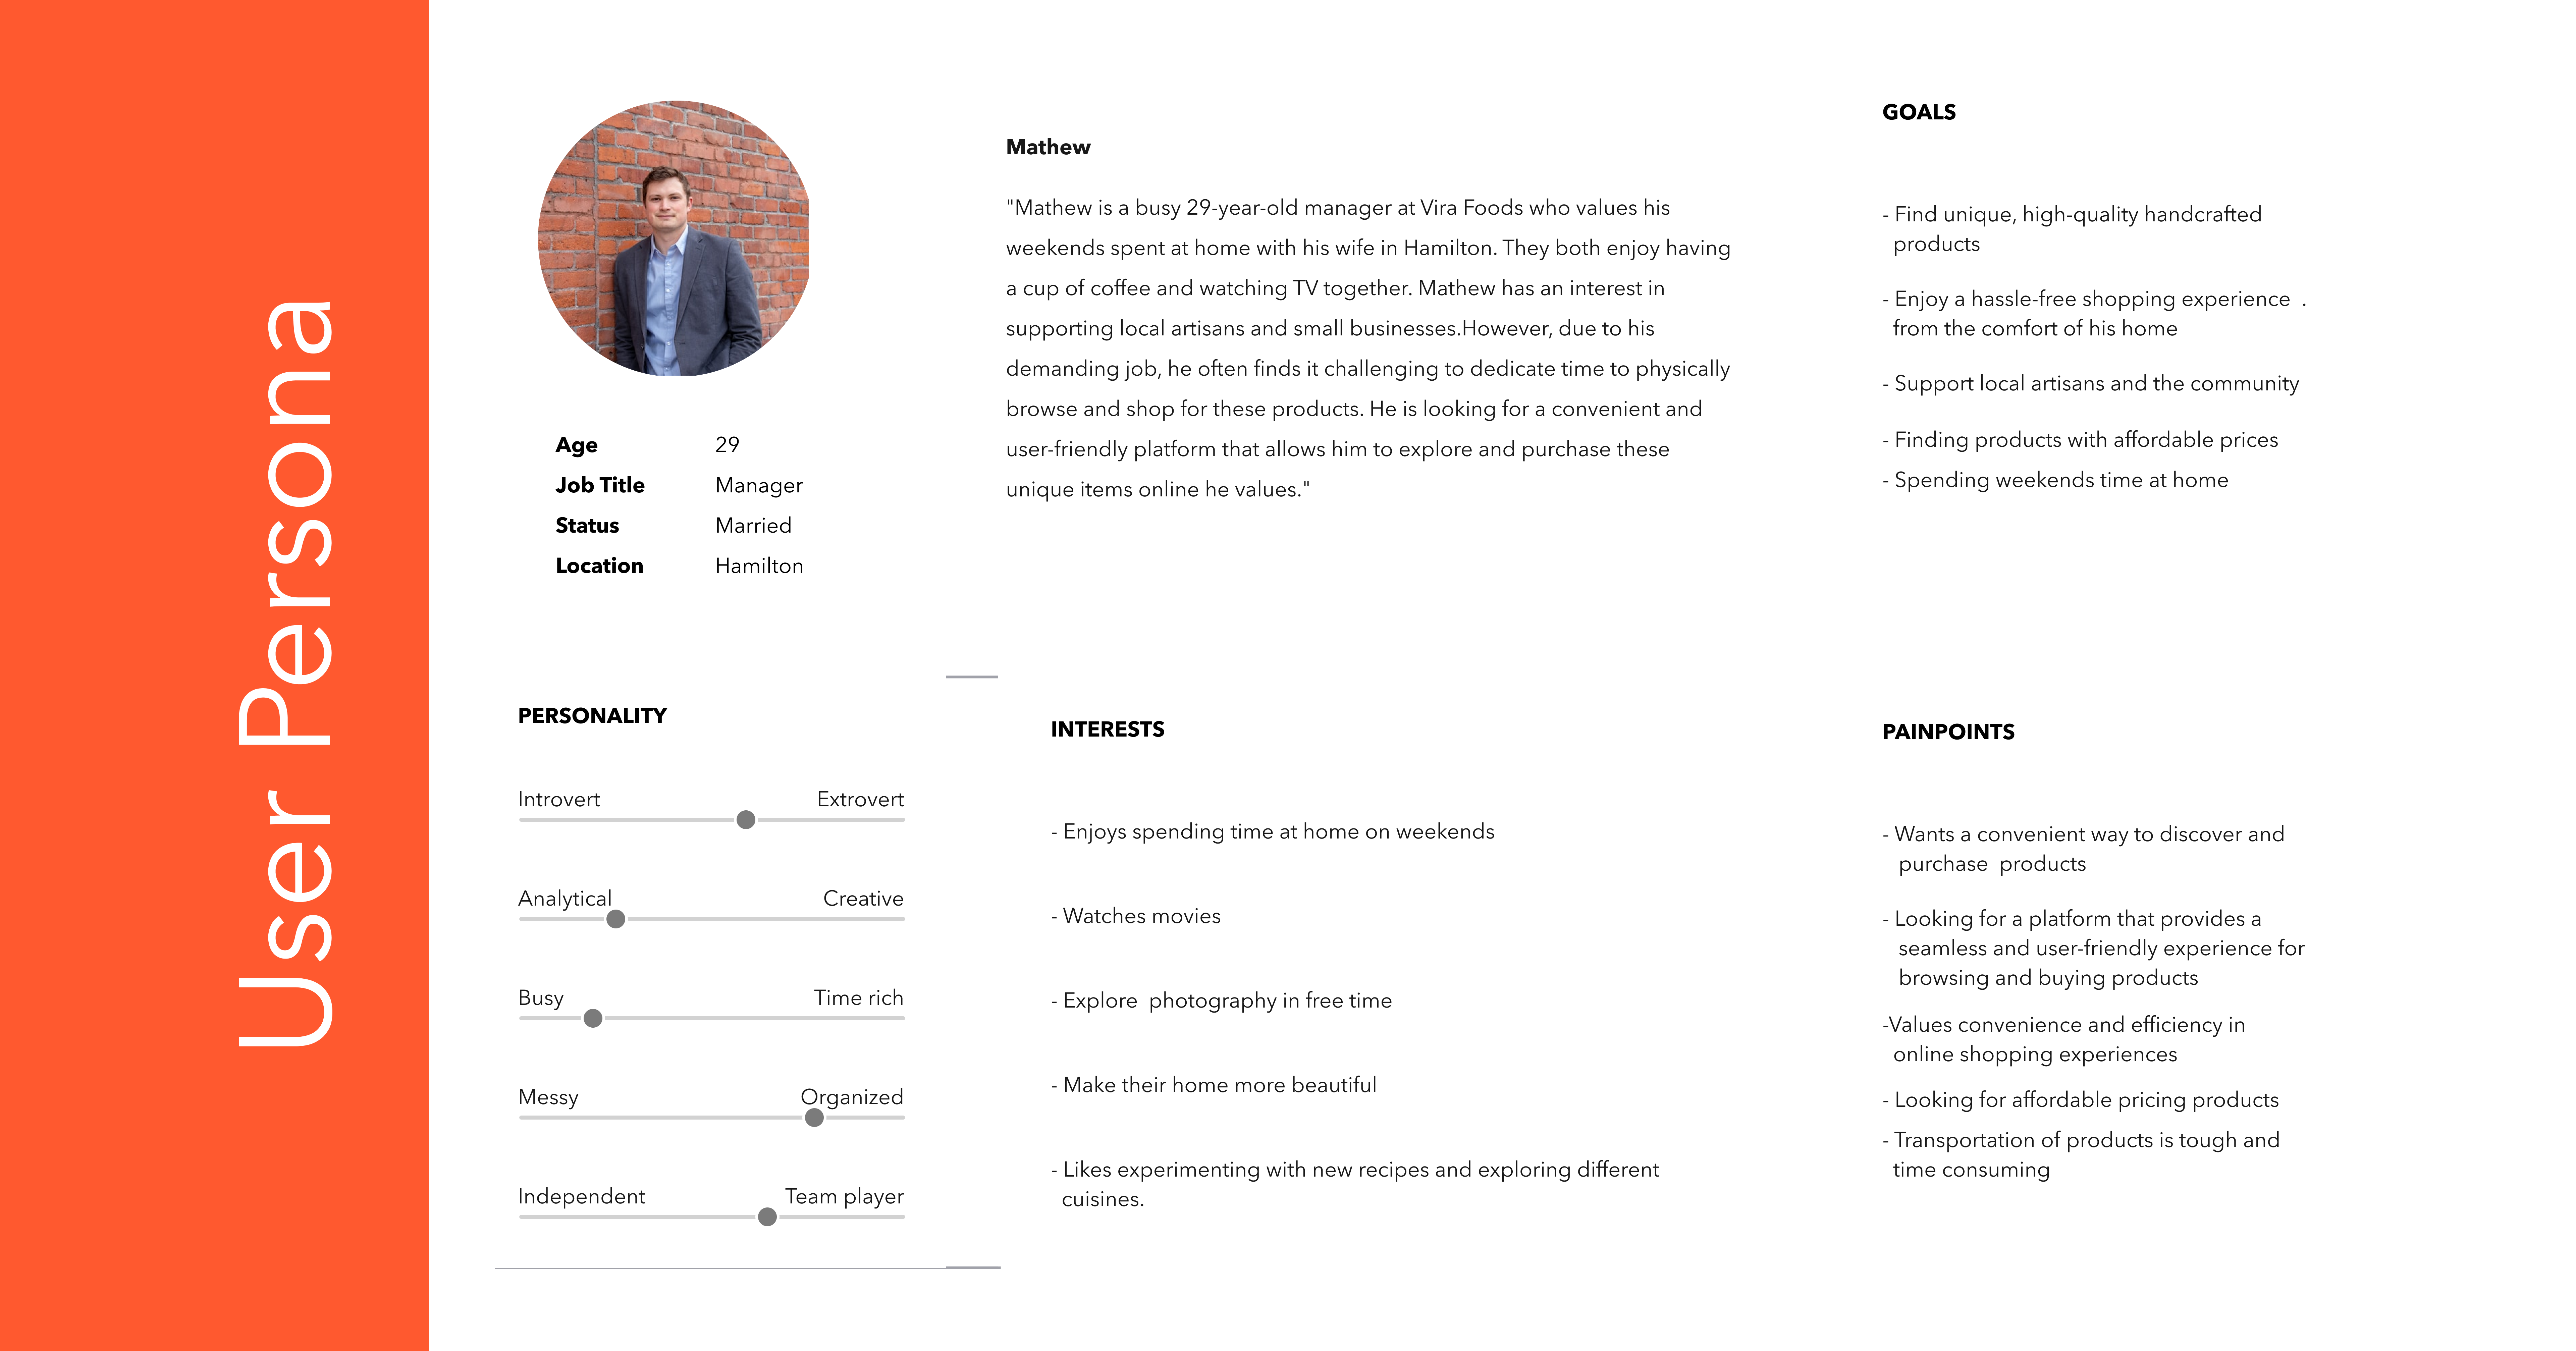 User Persona
Mathew
"Mathew is a busy 29-year-old manager at Vira Foods who values his
weekends spent at home with his wife in Hamilton. They both enjoy having
a cup of coffee and watching TV together. Mathew has an interest in
supporting local artisans and small businesses.However, due to his
demanding job, he often finds it challenging to dedicate time to physically
browse and shop for these products. He is looking for a convenient and
user-friendly platform that allows him to explore and purchase these
unique items online he values."
Age 29
Job Title Manager
Status Married
Location Hamilton
GOALS
- Find unique, high-quality handcrafted
products
- Enjoy a hassle-free shopping experience  .
from the comfort of his home
- Support local artisans and the community
- Finding products with affordable prices
- Spending weekends time at home
PERSONALITY
Introvert Extrovert
Analytical Creative
Busy Time rich
Messy Organized
Independent Team player
INTERESTS
- Enjoys spending time at home on weekends
- Watches movies
- Explore  photography in free time
- Make their home more beautiful
- Likes experimenting with new recipes and exploring different
cuisines.
PAINPOINTS
- Wants a convenient way to discover and
purchase  products
- Looking for a platform that provides a
seamless and user-friendly experience for
browsing and buying products
-Values convenience and efficiency in
online shopping experiences
- Looking for affordable pricing products
- Transportation of products is tough and
time consuming